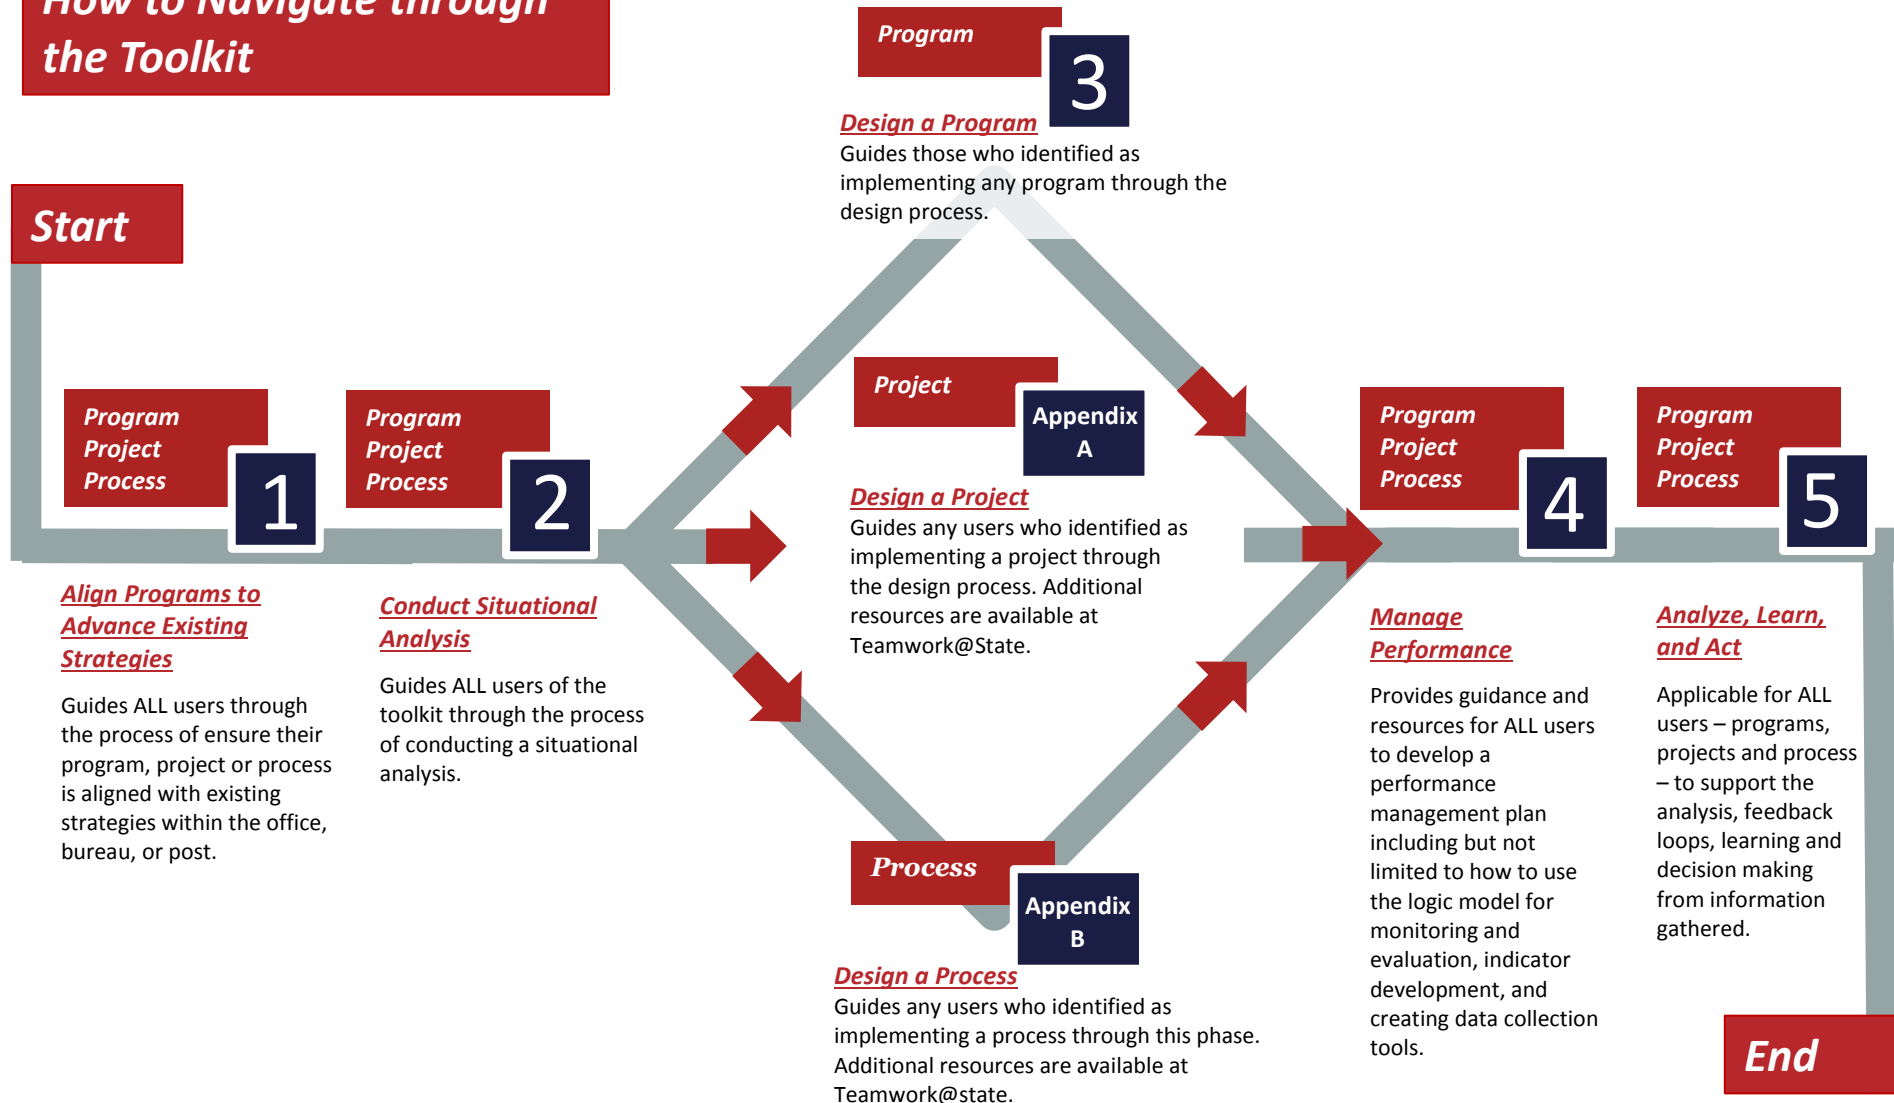 How to Navigate through
the Toolkit
Start
Program
Project
Process
1
Align Programs to
Advance Existing
Strategies
Guides ALL users through
the process of ensure their
program, project or process
is aligned with existing
strategies within the office,
bureau, or post.
Program
Project
Process
2
Conduct Situational
Analysis
Guides ALL users of the
toolkit through the process
of conducting a situational
analysis.
Program
3
Design a Program
Guides those who identified as
implementing any program through the
design process.
Project
Appendix
A
Design a Project
Guides any users who identified as
implementing a project through
the design process. Additional
resources are available at
Teamwork@State.
Process
Appendix
B
Design a Process
Guides any users who identified as
implementing a process through this phase.
Additional resources are available at
Teamwork@state.
Program
Project
Process
4
Manage
Performance
Provides guidance and
resources for ALL users
to develop a
performance
management plan
including but not
limited to how to use
the logic model for
monitoring and
evaluation, indicator
development, and
creating data collection
tools.
Program
Project
Process
5
Analyze, Learn,
and Act
Applicable for ALL
users – programs,
projects and process
– to support the
analysis, feedback
loops, learning and
decision making
from information
gathered.
End